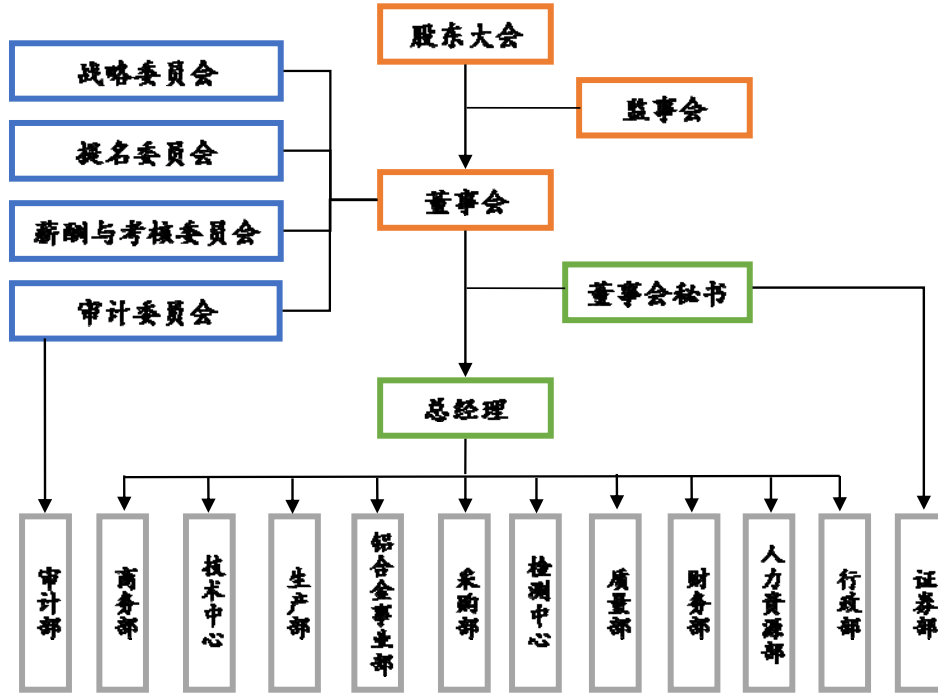 股东大会
战略委员会
监事会
提名委员会
董事会
薪酬与考核委员会
董事会秘书
审计委员会
总经理
审计部
商务部
技术中心
生产部
铝合金事业部
采购部
检测中心
质量部
财务部
人力资源部
行政部
证券部